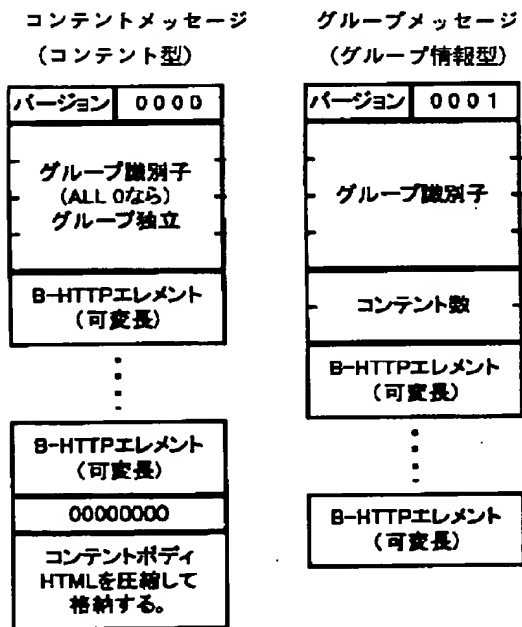 コンテントメッセージ
(コンテント型)
バージョン 0000
グループ識別子
(ALL 0なら)
グループ独立
B-HTTPエレメント
(可変長)
B-HTTPエレメント
(可変長)
00000000
コンテントボディ
HTMLを圧縮して
格納する。
グループメッセージ
(グループ情報型)
バージョン 0001
グループ識別子
コンテント数
B-HTTPエレメント
(可変長)
B-HTTPエレメント
(可変長)